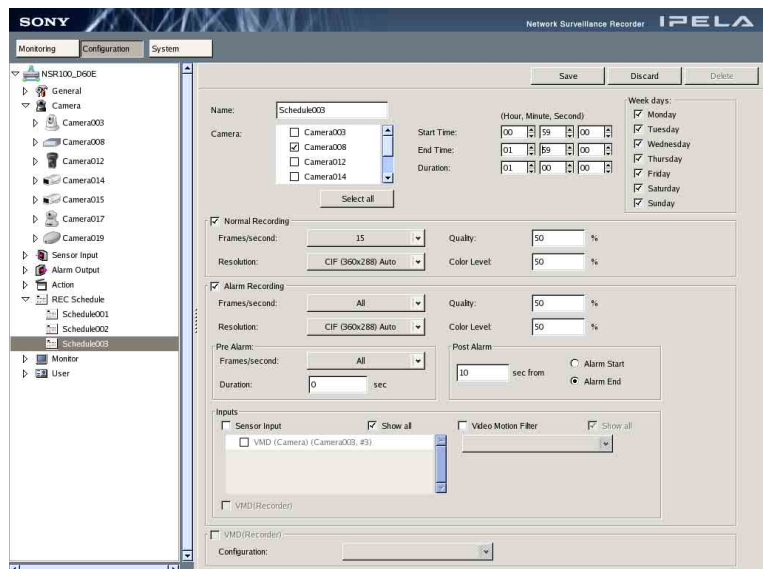 SONY
Network Surveillance Recorder IPELA
Monitoring Configuration System
NSR100_D60E
General
Camera
Camera003
Camera008
Camera012
Camera014
Camera015
Camera017
Camera019
Sensor Input
Alarm Output
Action
REC Schedule
Schedule001
Schedule002
Schedule003
Monitor
User
Save Discard Delete
Name: Schedule003
Camera:
Camera003
Camera008
Camera012
Camera014
Select all
(Hour, Minute, Second)
Start Time: 00 59 00
End Time: 01 59 00
Duration: 01 00 00
Week days:
Monday
Tuesday
Wednesday
Thursday
Friday
Saturday
Sunday
Normal Recording
Frames/second: 15 Quality: 50 %
Resolution: CIF (360x288) Auto Color Level: 50 %
Alarm Recording
Frames/second: All Quality: 50 %
Resolution: CIF (360x288) Auto Color Level: 50 %
Pre Alarm:
Frames/second: All
Duration: 0 sec
Post Alarm
10 sec from
Alarm Start
Alarm End
Inputs
Sensor Input Show all
VMD (Camera) (Camera003, #3)
Video Motion Filter Show all
VMD(Recorder)
VMD(Recorder)
Configuration: